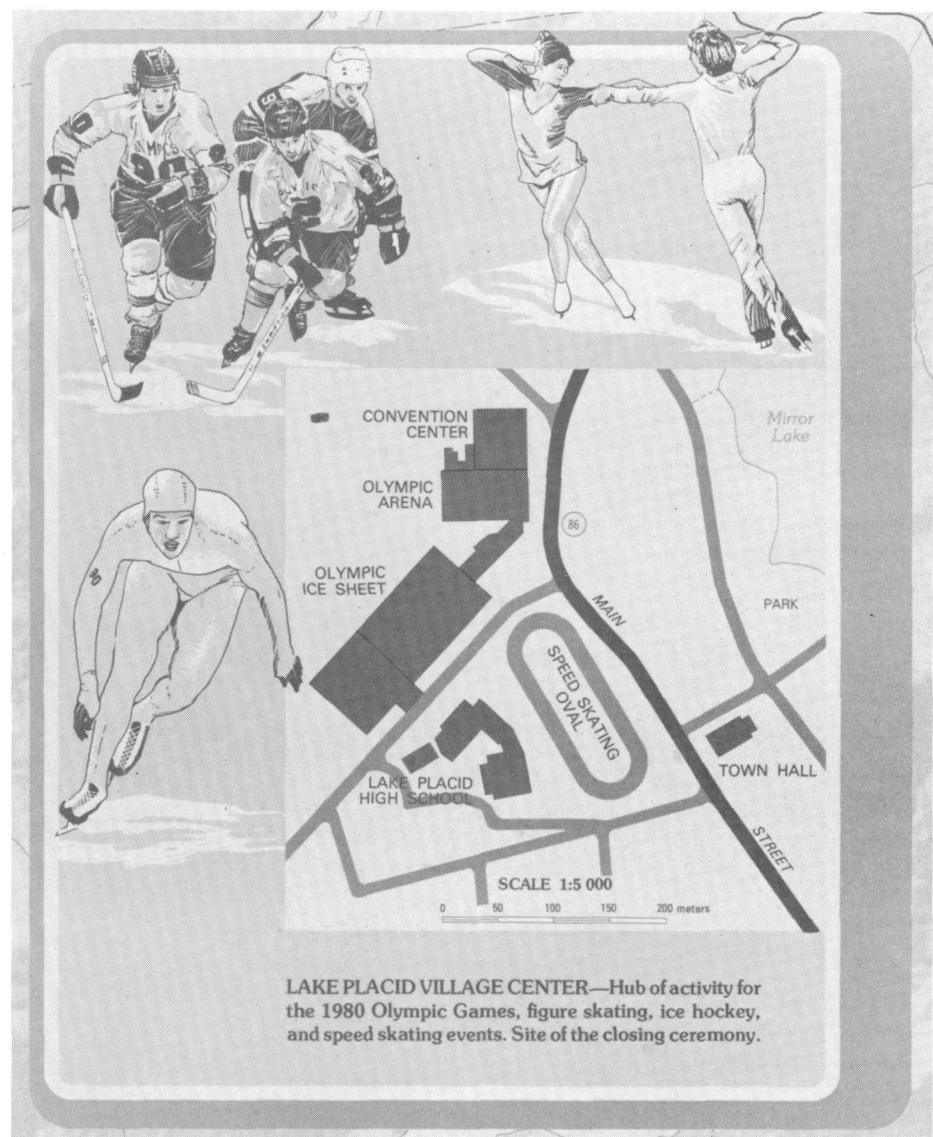 CONVENTION
CENTER
OLYMPIC
ARENA
OLYMPIC
ICE SHEET
86
Mirror
Lake
PARK
MAIN
SPEED SKATING
OVAL
LAKE PLACID
HIGH SCHOOL
TOWN HALL
STREET
30
SCALE 1:5 000
0 50 100 150 200 meters
LAKE PLACID VILLAGE CENTER—Hub of activity for
the 1980 Olympic Games, figure skating, ice hockey,
and speed skating events. Site of the closing ceremony.